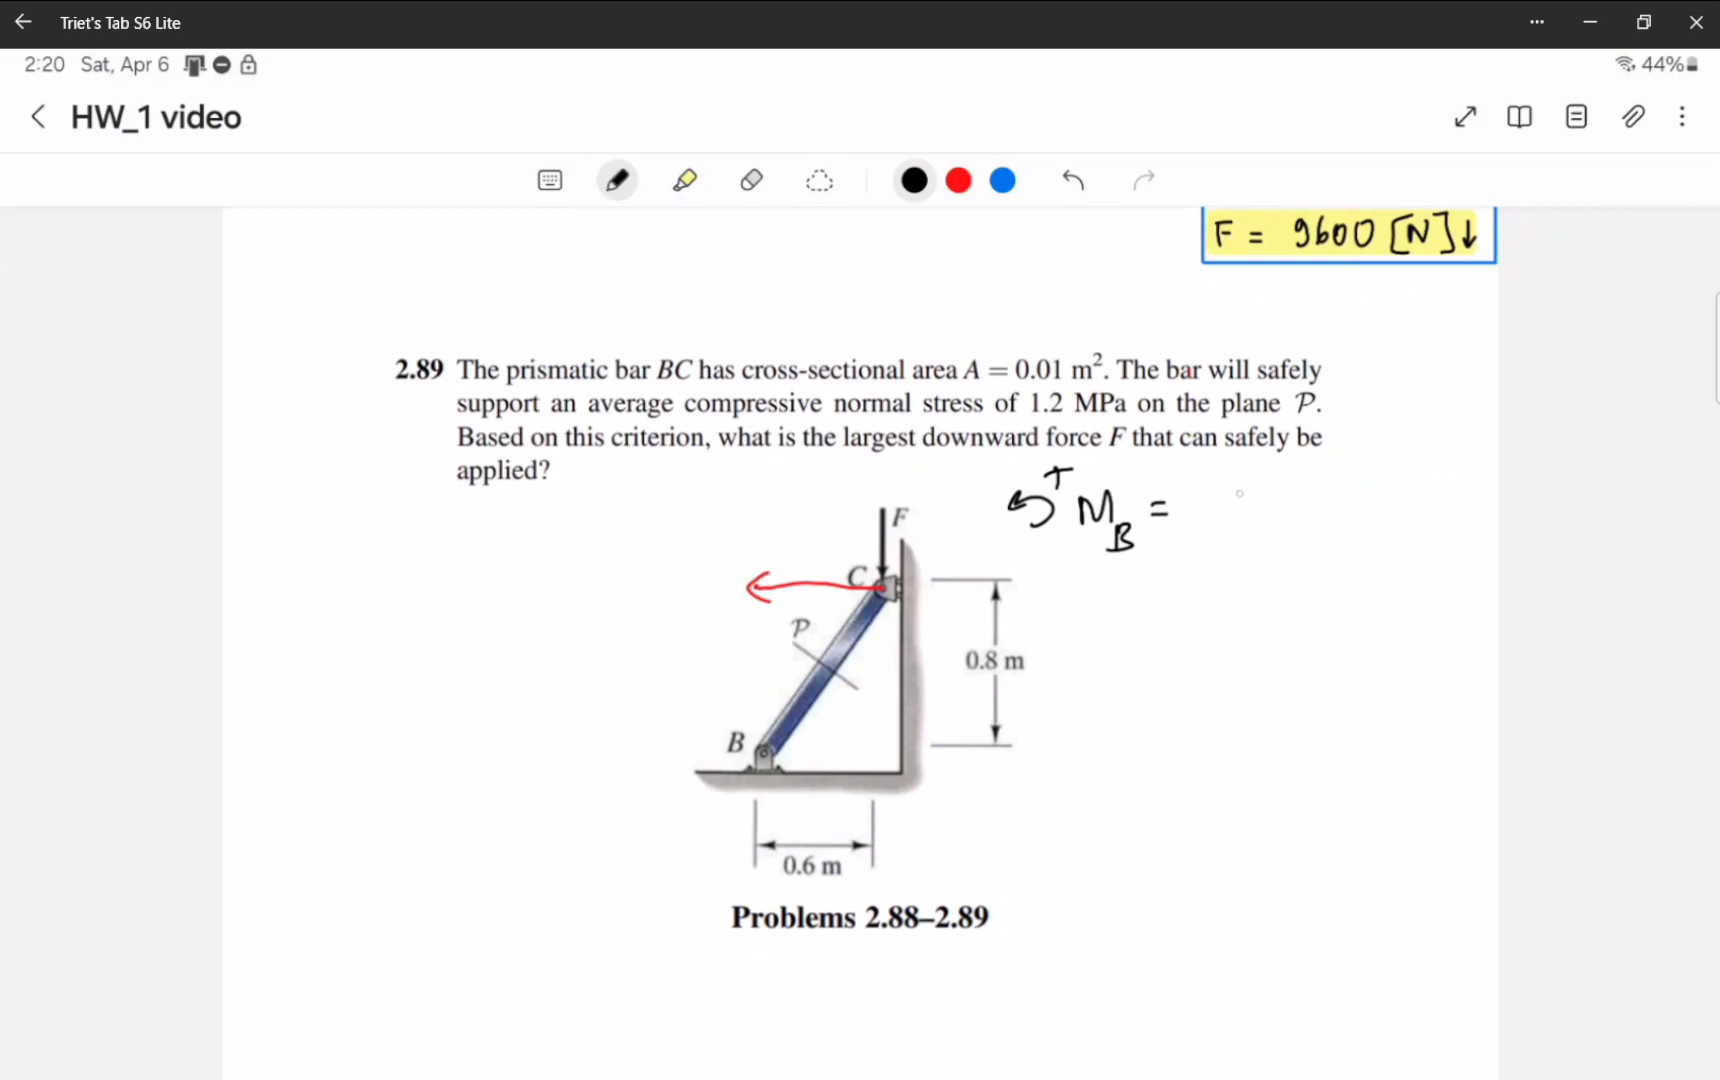 Triet's Tab S6 Lite
2:20 Sat, Apr 6
44%
HW_1 video
F = 9600 [N]↓
2.89 The prismatic bar BC has cross-sectional area A = 0.01 m². The bar will safely
support an average compressive normal stress of 1.2 MPa on the plane 𝒫.
Based on this criterion, what is the largest downward force F that can safely be
applied?
↶+ M_B =
F
C
𝒫
0.8 m
B
0.6 m
Problems 2.88–2.89